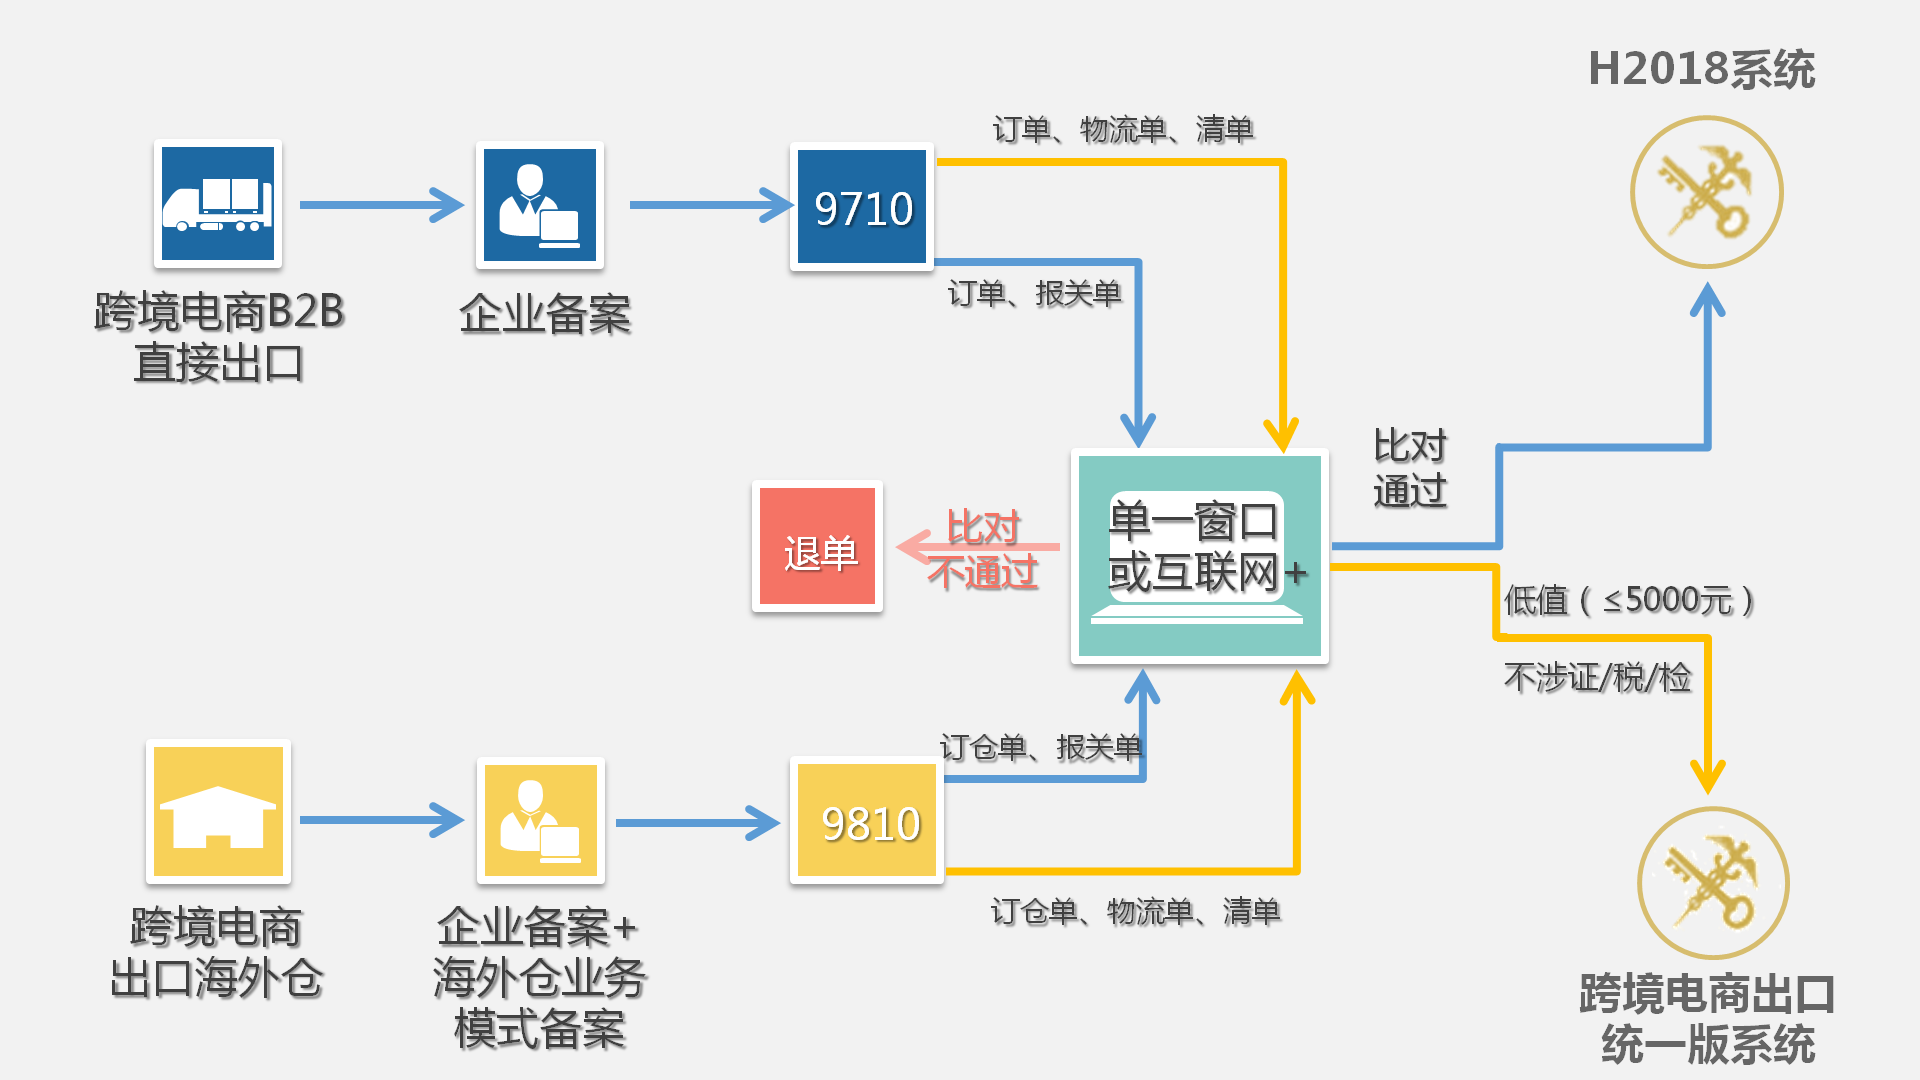 H2018系统
订单、物流单、清单
9710
订单、报关单
跨境电商B2B
直接出口
企业备案
比对
通过
退单
比对
不通过
单一窗口
或互联网+
低值（≤5000元）
不涉证/税/检
订仓单、报关单
9810
订仓单、物流单、清单
跨境电商
出口海外仓
企业备案+
海外仓业务
模式备案
跨境电商出口
统一版系统